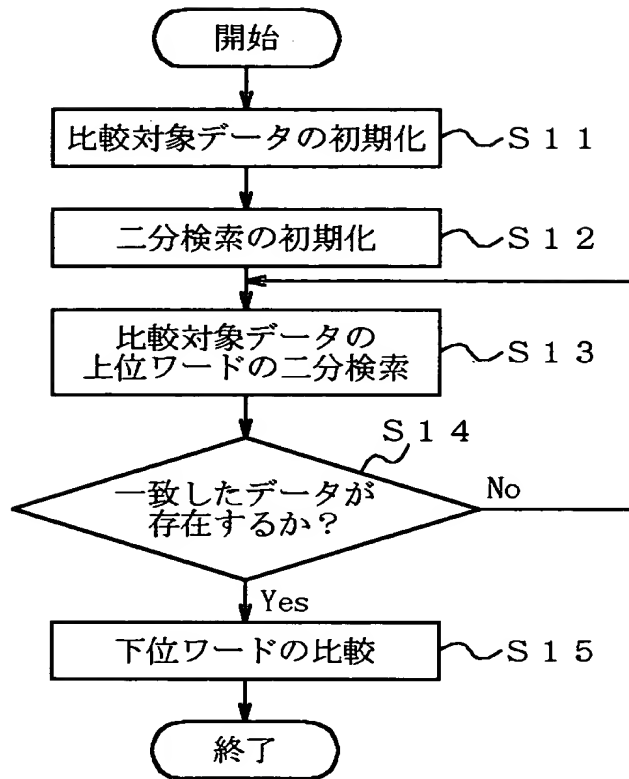 開始
比較対象データの初期化
S11
二分検索の初期化
S12
比較対象データの
上位ワードの二分検索
S13
S14
一致したデータが
存在するか？
No
Yes
下位ワードの比較
S15
終了